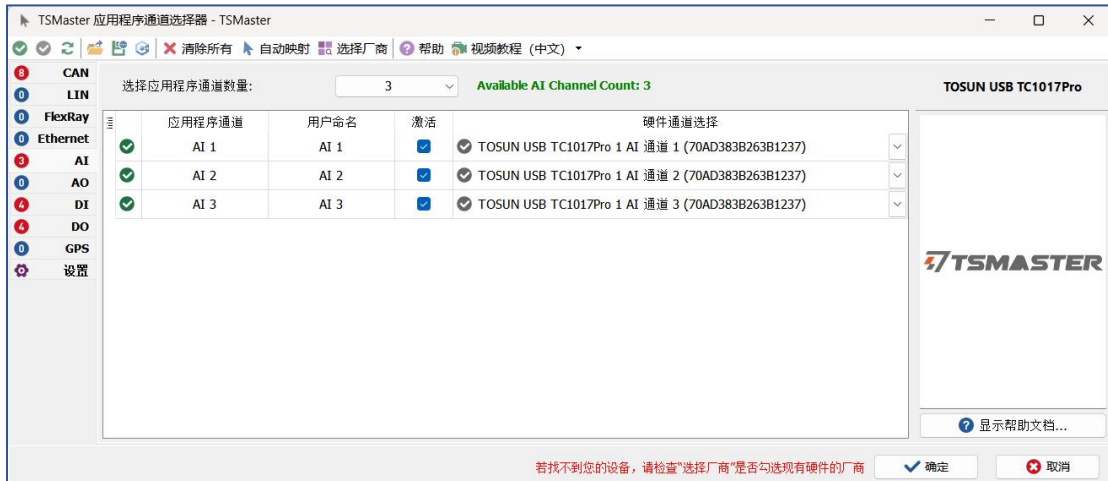 TSMaster 应用程序通道选择器 - TSMaster
清除所有 自动映射 选择厂商 帮助 视频教程 (中文)
8 CAN
0 LIN
0 FlexRay
0 Ethernet
3 AI
0 AO
4 DI
4 DO
0 GPS
设置
选择应用程序通道数量: 3 Available AI Channel Count: 3
应用程序通道 用户命名 激活 硬件通道选择
AI 1 AI 1 TOSUN USB TC1017Pro 1 AI 通道 1 (70AD383B263B1237)
AI 2 AI 2 TOSUN USB TC1017Pro 1 AI 通道 2 (70AD383B263B1237)
AI 3 AI 3 TOSUN USB TC1017Pro 1 AI 通道 3 (70AD383B263B1237)
TOSUN USB TC1017Pro
TSMASTER
显示帮助文档...
若找不到您的设备，请检查"选择厂商"是否勾选现有硬件的厂商 确定 取消